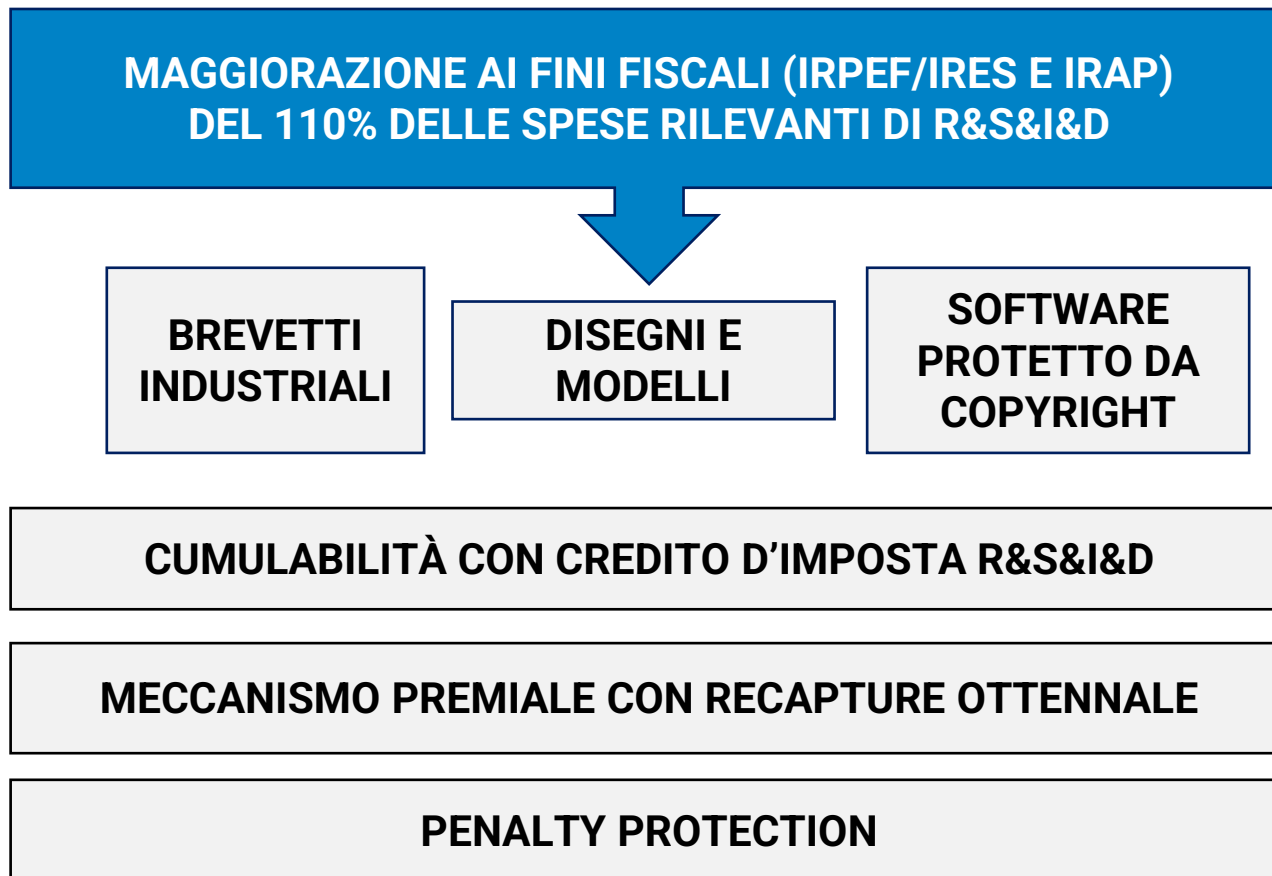 MAGGIORAZIONE AI FINI FISCALI (IRPEF/IRES E IRAP)
DEL 110% DELLE SPESE RILEVANTI DI R&S&I&D
BREVETTI
INDUSTRIALI
DISEGNI E
MODELLI
SOFTWARE
PROTETTO DA
COPYRIGHT
CUMULABILITÀ CON CREDITO D’IMPOSTA R&S&I&D
MECCANISMO PREMIALE CON RECAPTURE OTTENNALE
PENALTY PROTECTION